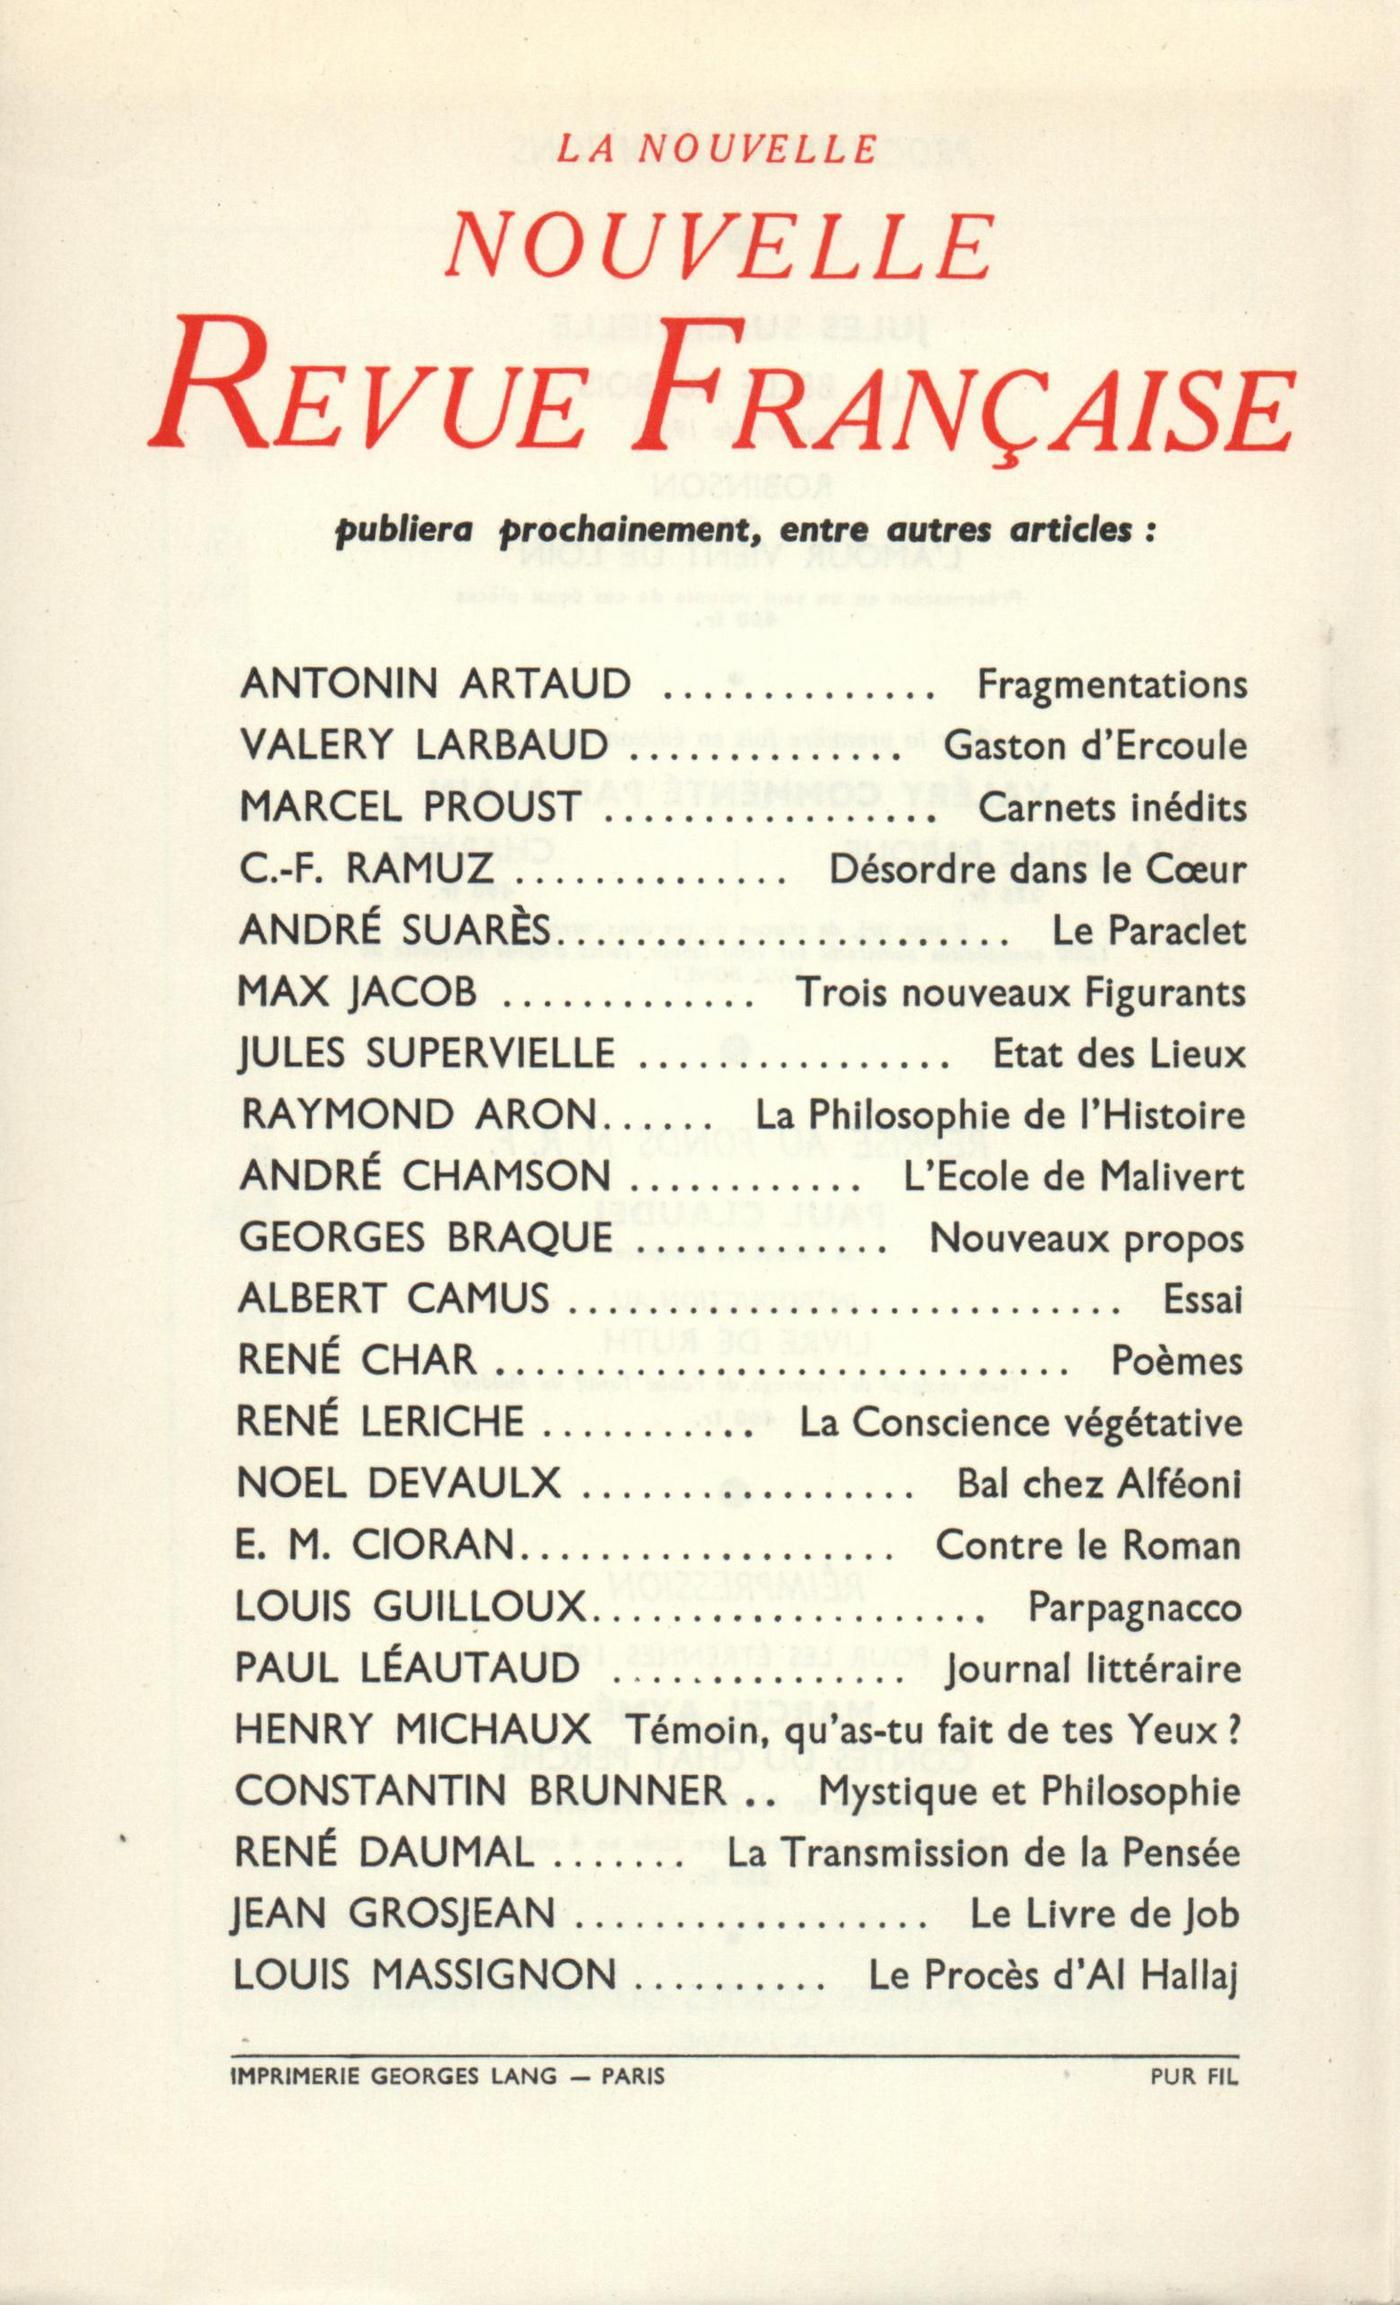 LA NOUVELLE
NOUVELLE
REVUE FRANÇAISE
publiera prochainement, entre autres articles :
ANTONIN ARTAUD .............. Fragmentations
VALERY LARBAUD .............. Gaston d'Ercoule
MARCEL PROUST ................. Carnets inédits
C.-F. RAMUZ .............. Désordre dans le Cœur
ANDRÉ SUARÈS....................... Le Paraclet
MAX JACOB ............. Trois nouveaux Figurants
JULES SUPERVIELLE ................ Etat des Lieux
RAYMOND ARON...... La Philosophie de l'Histoire
ANDRÉ CHAMSON ............ L'Ecole de Malivert
GEORGES BRAQUE ............. Nouveaux propos
ALBERT CAMUS ............................ Essai
RENÉ CHAR ............................. Poèmes
RENÉ LERICHE ........... La Conscience végétative
NOEL DEVAULX ................. Bal chez Alféoni
E. M. CIORAN................... Contre le Roman
LOUIS GUILLOUX.................... Parpagnacco
PAUL LÉAUTAUD ............... Journal littéraire
HENRY MICHAUX Témoin, qu'as-tu fait de tes Yeux ?
CONSTANTIN BRUNNER .. Mystique et Philosophie
RENÉ DAUMAL ....... La Transmission de la Pensée
JEAN GROSJEAN .................. Le Livre de Job
LOUIS MASSIGNON .......... Le Procès d'Al Hallaj
IMPRIMERIE GEORGES LANG — PARIS PUR FIL